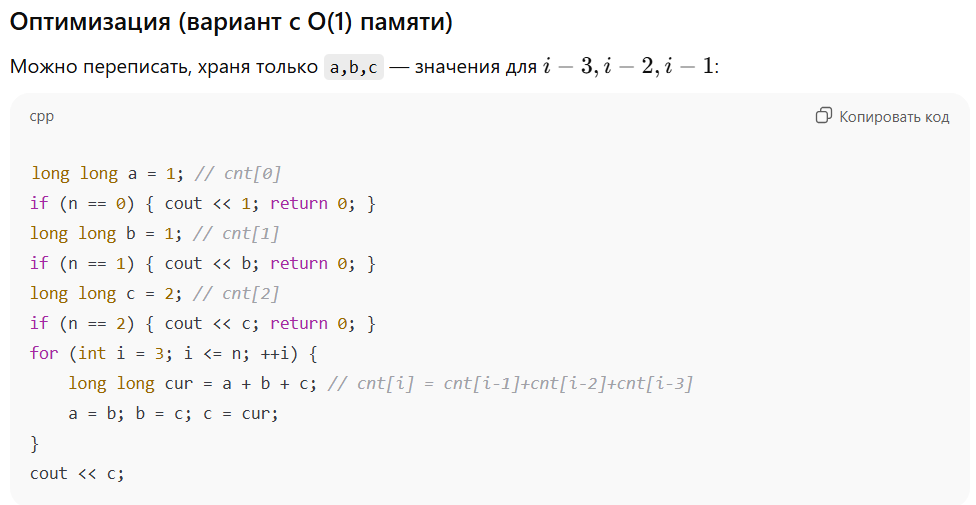 Оптимизация (вариант с O(1) памяти)
Можно переписать, храня только a,b,c — значения для i − 3, i − 2, i − 1:
cpp
Копировать код
long long a = 1; // cnt[0]
if (n == 0) { cout << 1; return 0; }
long long b = 1; // cnt[1]
if (n == 1) { cout << b; return 0; }
long long c = 2; // cnt[2]
if (n == 2) { cout << c; return 0; }
for (int i = 3; i <= n; ++i) {
    long long cur = a + b + c; // cnt[i] = cnt[i-1]+cnt[i-2]+cnt[i-3]
    a = b; b = c; c = cur;
}
cout << c;